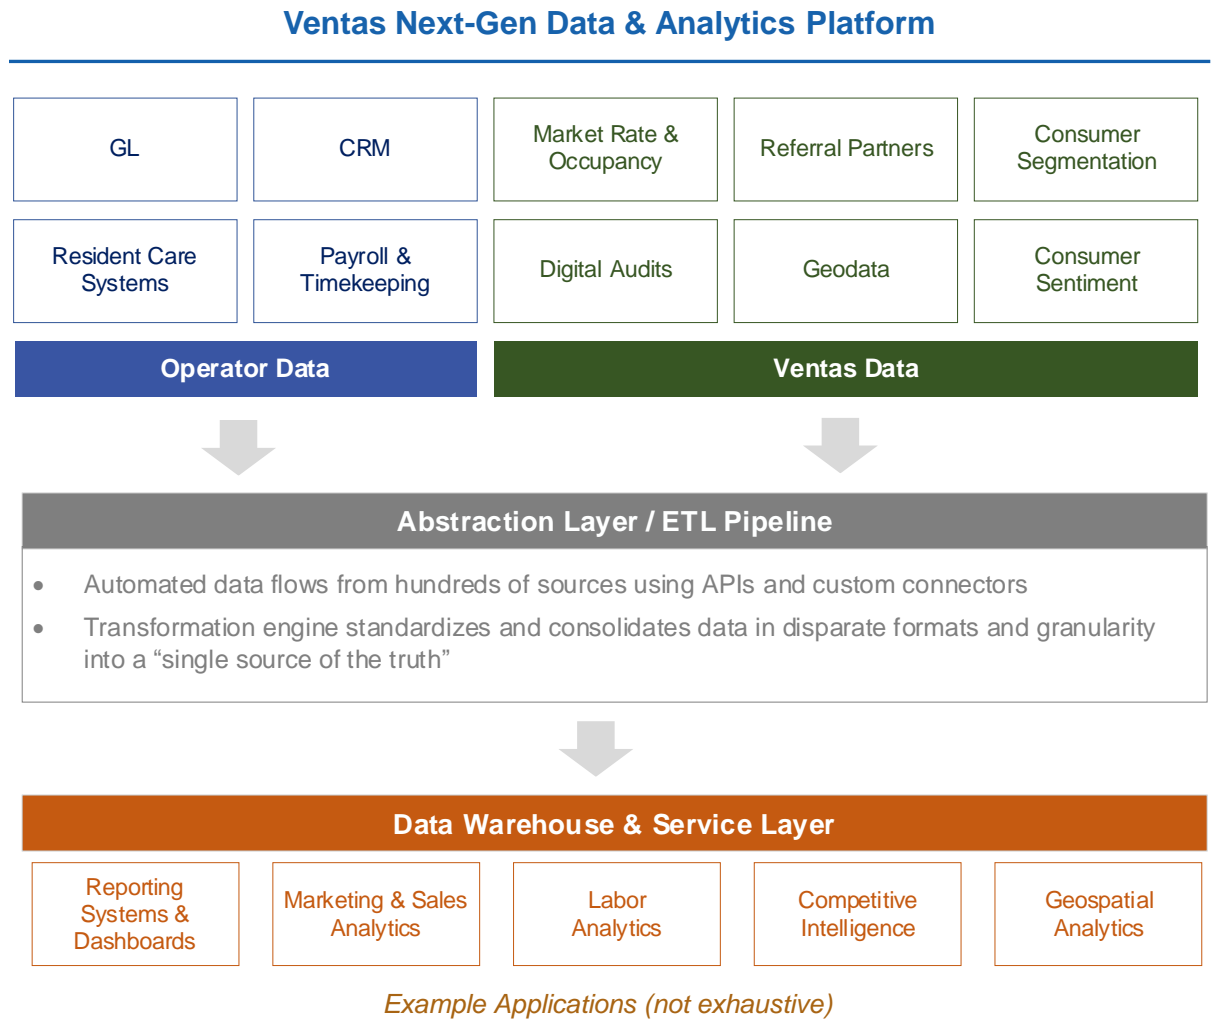 Ventas Next-Gen Data & Analytics Platform
GL
CRM
Market Rate &
Occupancy
Referral Partners
Consumer
Segmentation
Resident Care
Systems
Payroll &
Timekeeping
Digital Audits
Geodata
Consumer
Sentiment
Operator Data
Ventas Data
Abstraction Layer / ETL Pipeline
• Automated data flows from hundreds of sources using APIs and custom connectors
• Transformation engine standardizes and consolidates data in disparate formats and granularity
into a “single source of the truth”
Data Warehouse & Service Layer
Reporting
Systems &
Dashboards
Marketing & Sales
Analytics
Labor
Analytics
Competitive
Intelligence
Geospatial
Analytics
Example Applications (not exhaustive)